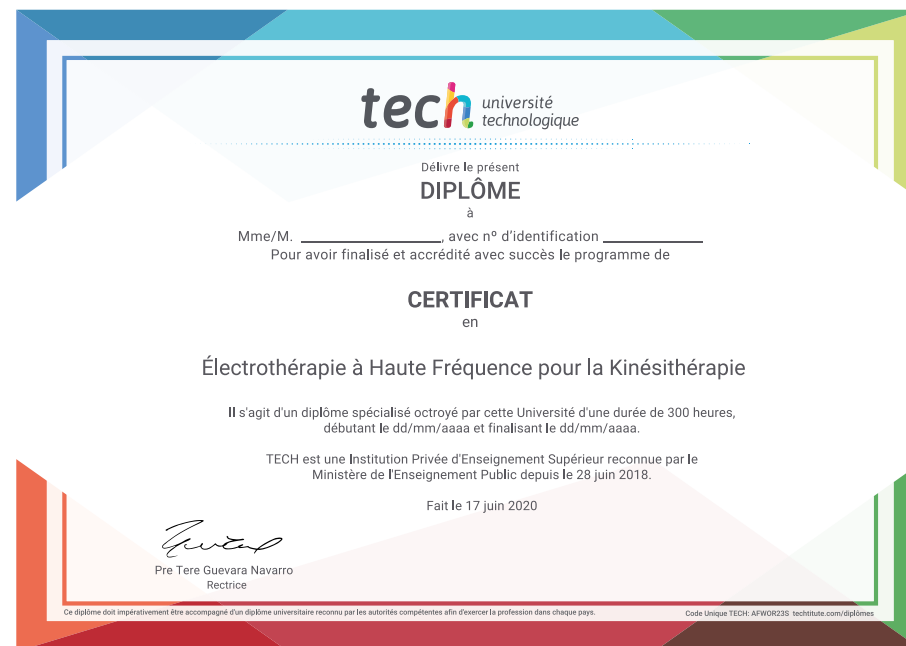 tech université
technologique
Délivre le présent
DIPLÔME
à
Mme/M. ____________________, avec nº d'identification ______________
Pour avoir finalisé et accrédité avec succès le programme de
CERTIFICAT
en
Électrothérapie à Haute Fréquence pour la Kinésithérapie
Il s'agit d'un diplôme spécialisé octroyé par cette Université d'une durée de 300 heures,
débutant le dd/mm/aaaa et finalisant le dd/mm/aaaa.
TECH est une Institution Privée d'Enseignement Supérieur reconnue par le
Ministère de l'Enseignement Public depuis le 28 juin 2018.
Fait le 17 juin 2020
Pre Tere Guevara Navarro
Rectrice
Ce diplôme doit impérativement être accompagné d'un diplôme universitaire reconnu par les autorités compétentes afin d'exercer la profession dans chaque pays.
Code Unique TECH: AFWOR23S techtitute.com/diplômes